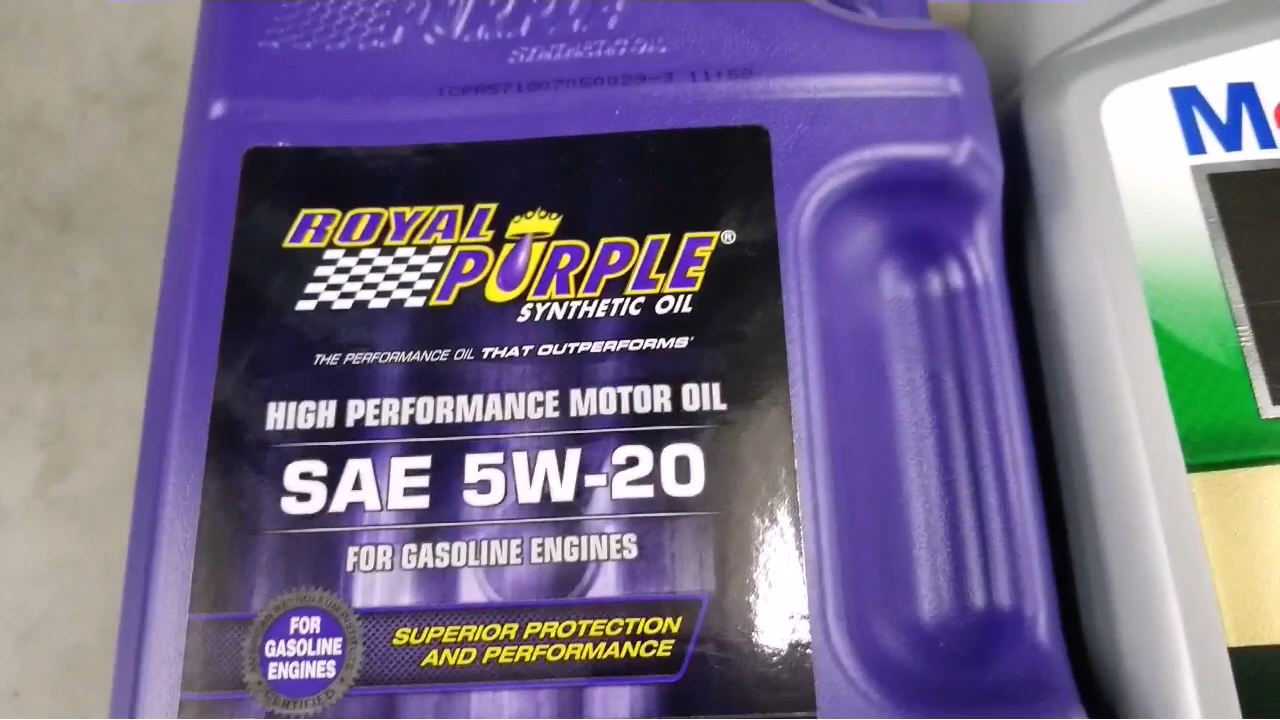 ROYAL
PURPLE®
SYNTHETIC OIL
THE PERFORMANCE OIL THAT OUTPERFORMS
HIGH PERFORMANCE MOTOR OIL
SAE 5W-20
FOR GASOLINE ENGINES
FOR
GASOLINE
ENGINES
CERTIFIED
SUPERIOR PROTECTION
AND PERFORMANCE
M